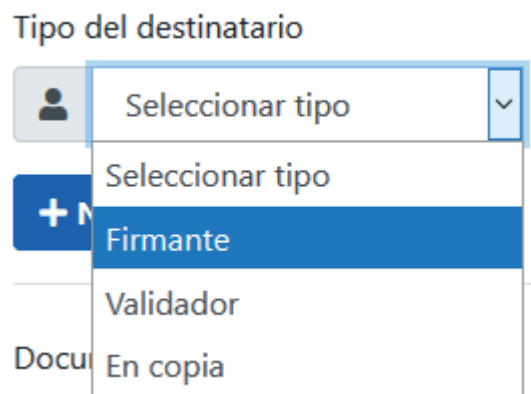 Tipo del destinatario
Seleccionar tipo
Seleccionar tipo
Firmante
Validador
En copia